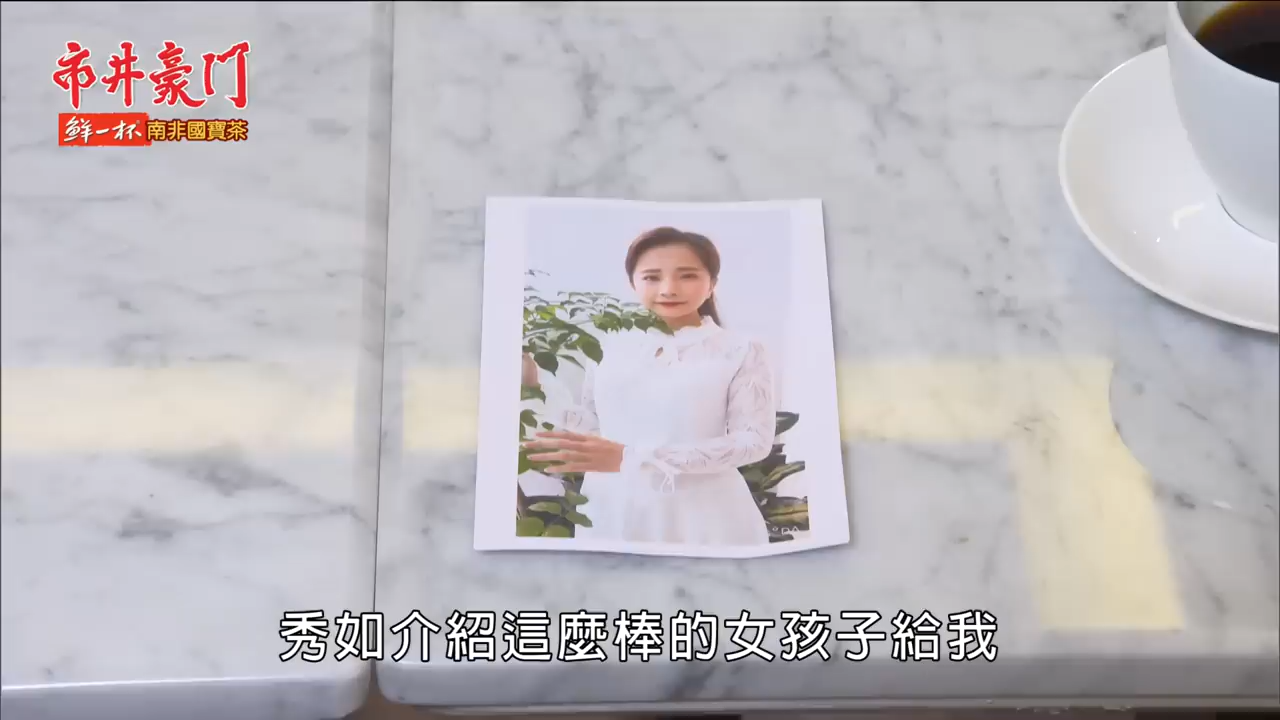 市井豪門
鮮一杯 南非國寶茶
秀如介紹這麼棒的女孩子給我